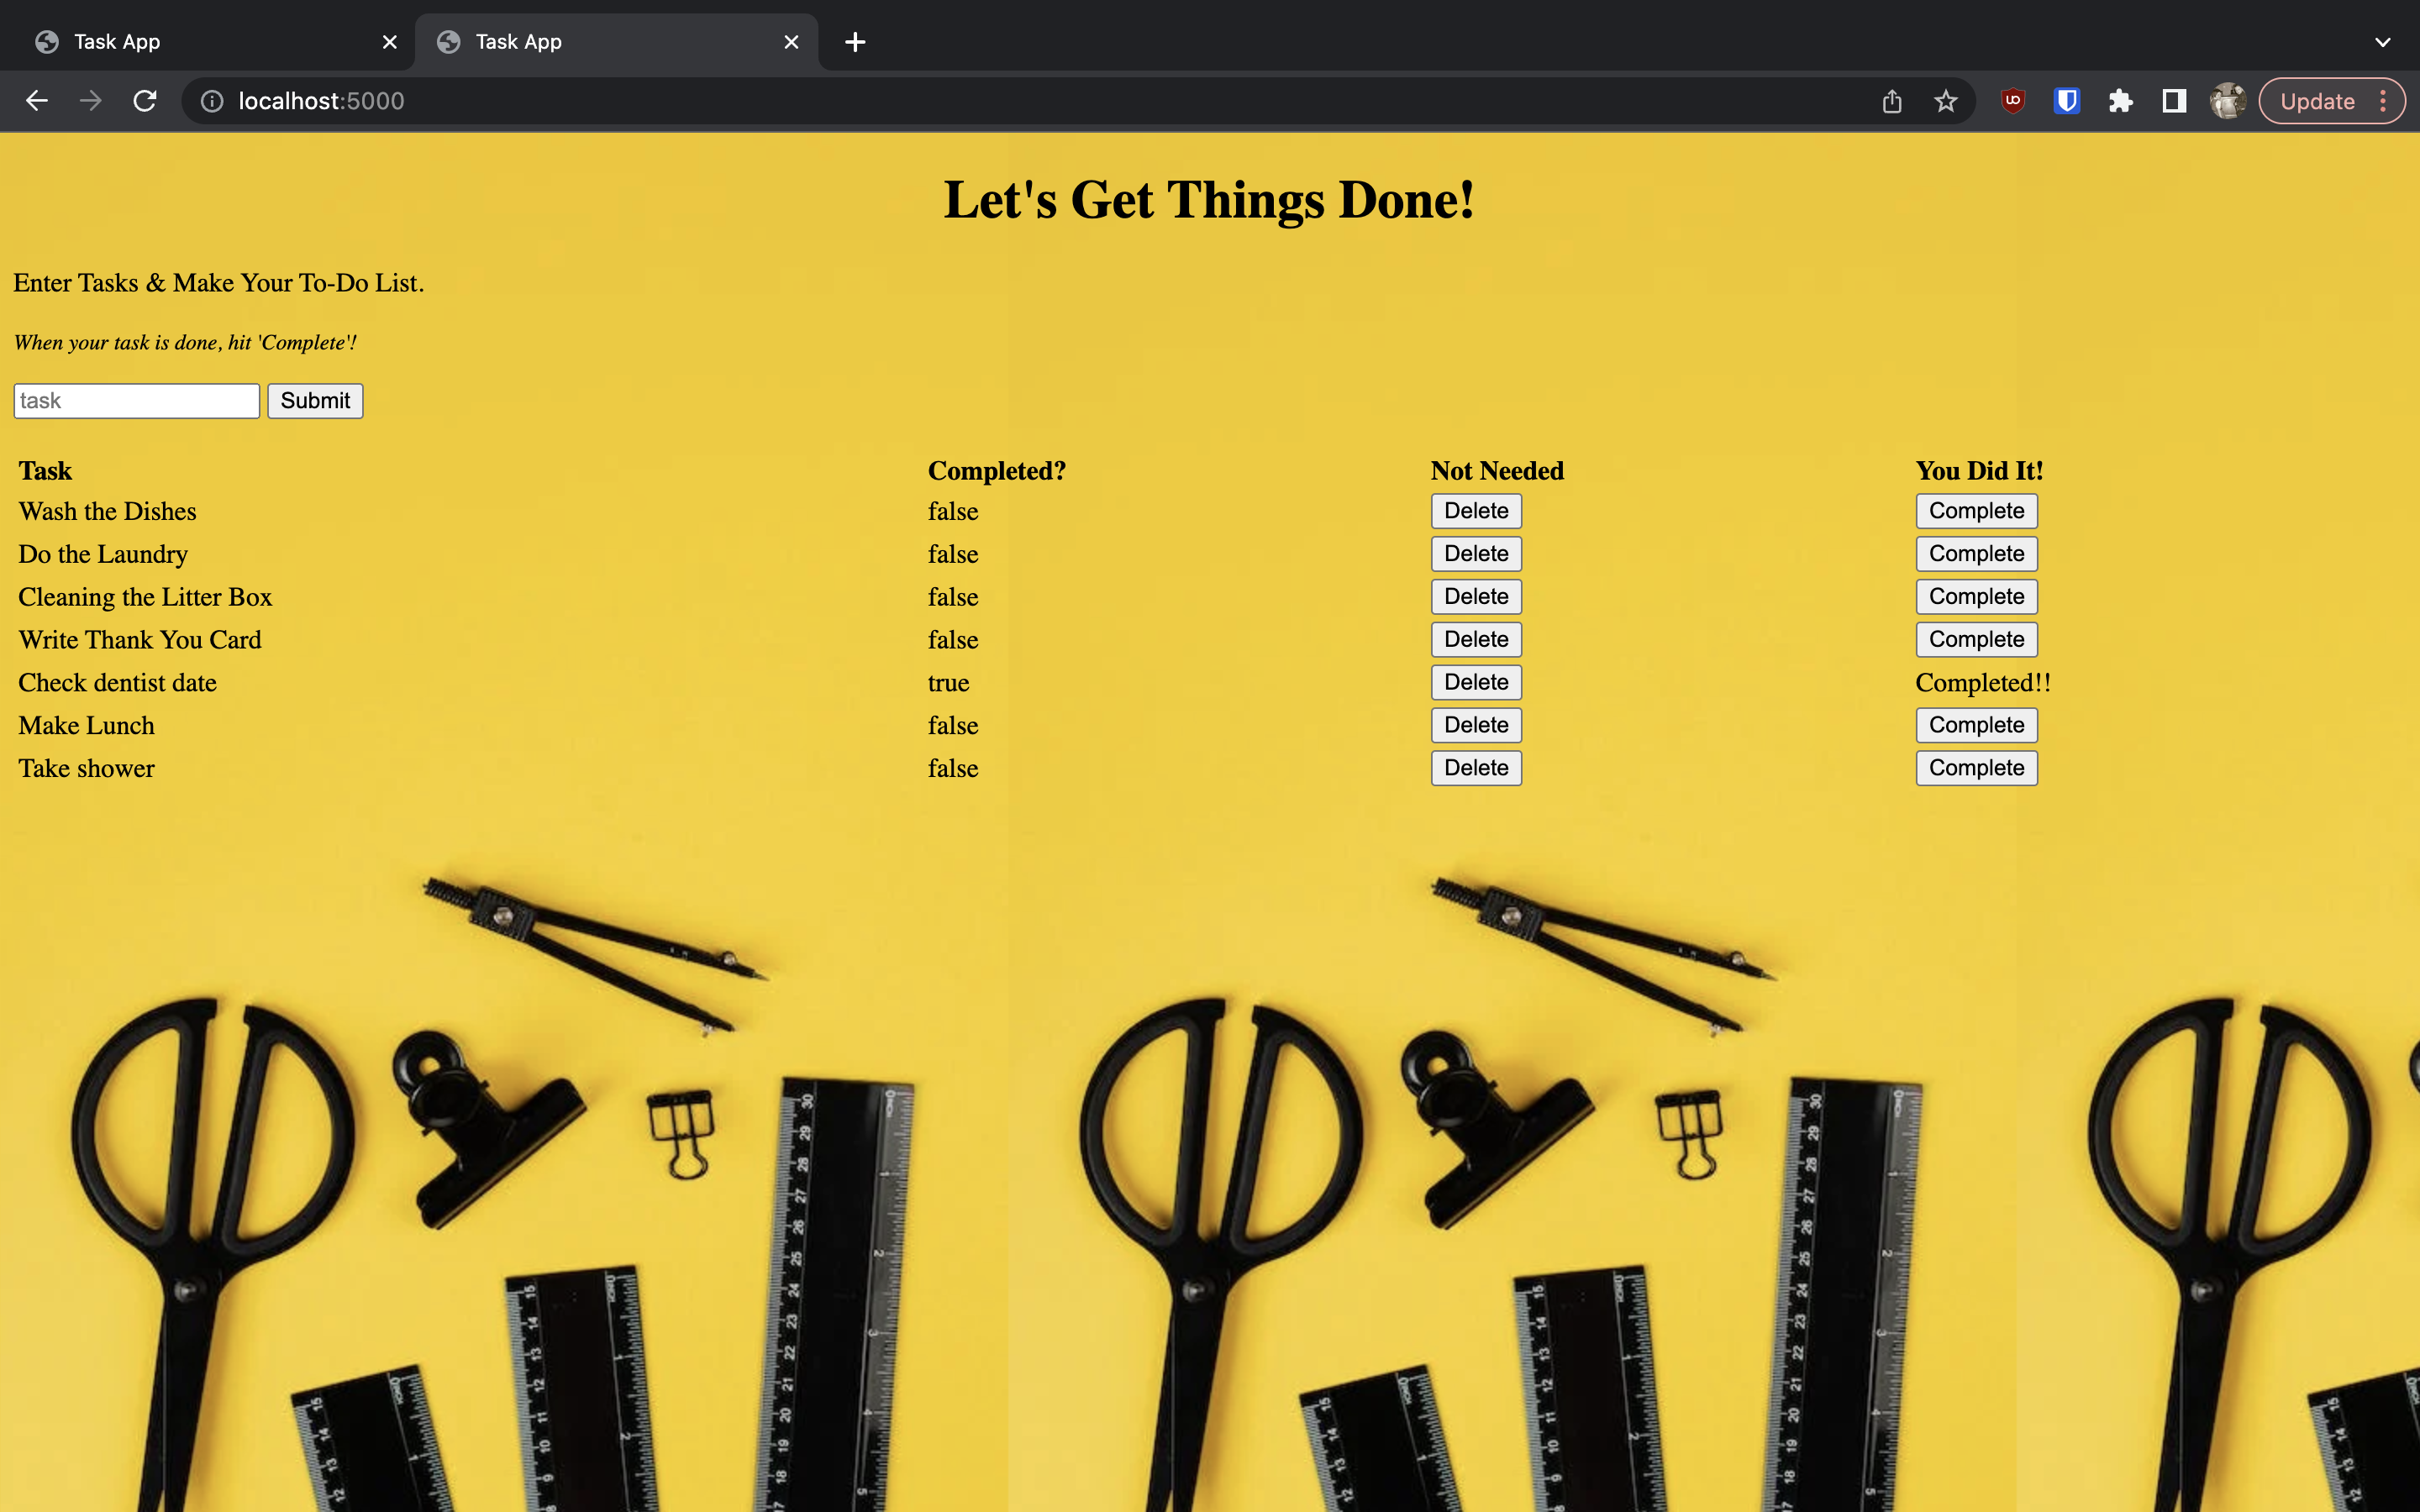 Task App
Task App
localhost:5000
Update
Let's Get Things Done!
Enter Tasks & Make Your To-Do List.
When your task is done, hit 'Complete'!
task Submit
Task Completed? Not Needed You Did It!
Wash the Dishes false Delete Complete
Do the Laundry false Delete Complete
Cleaning the Litter Box false Delete Complete
Write Thank You Card false Delete Complete
Check dentist date true Delete Completed!!
Make Lunch false Delete Complete
Take shower false Delete Complete